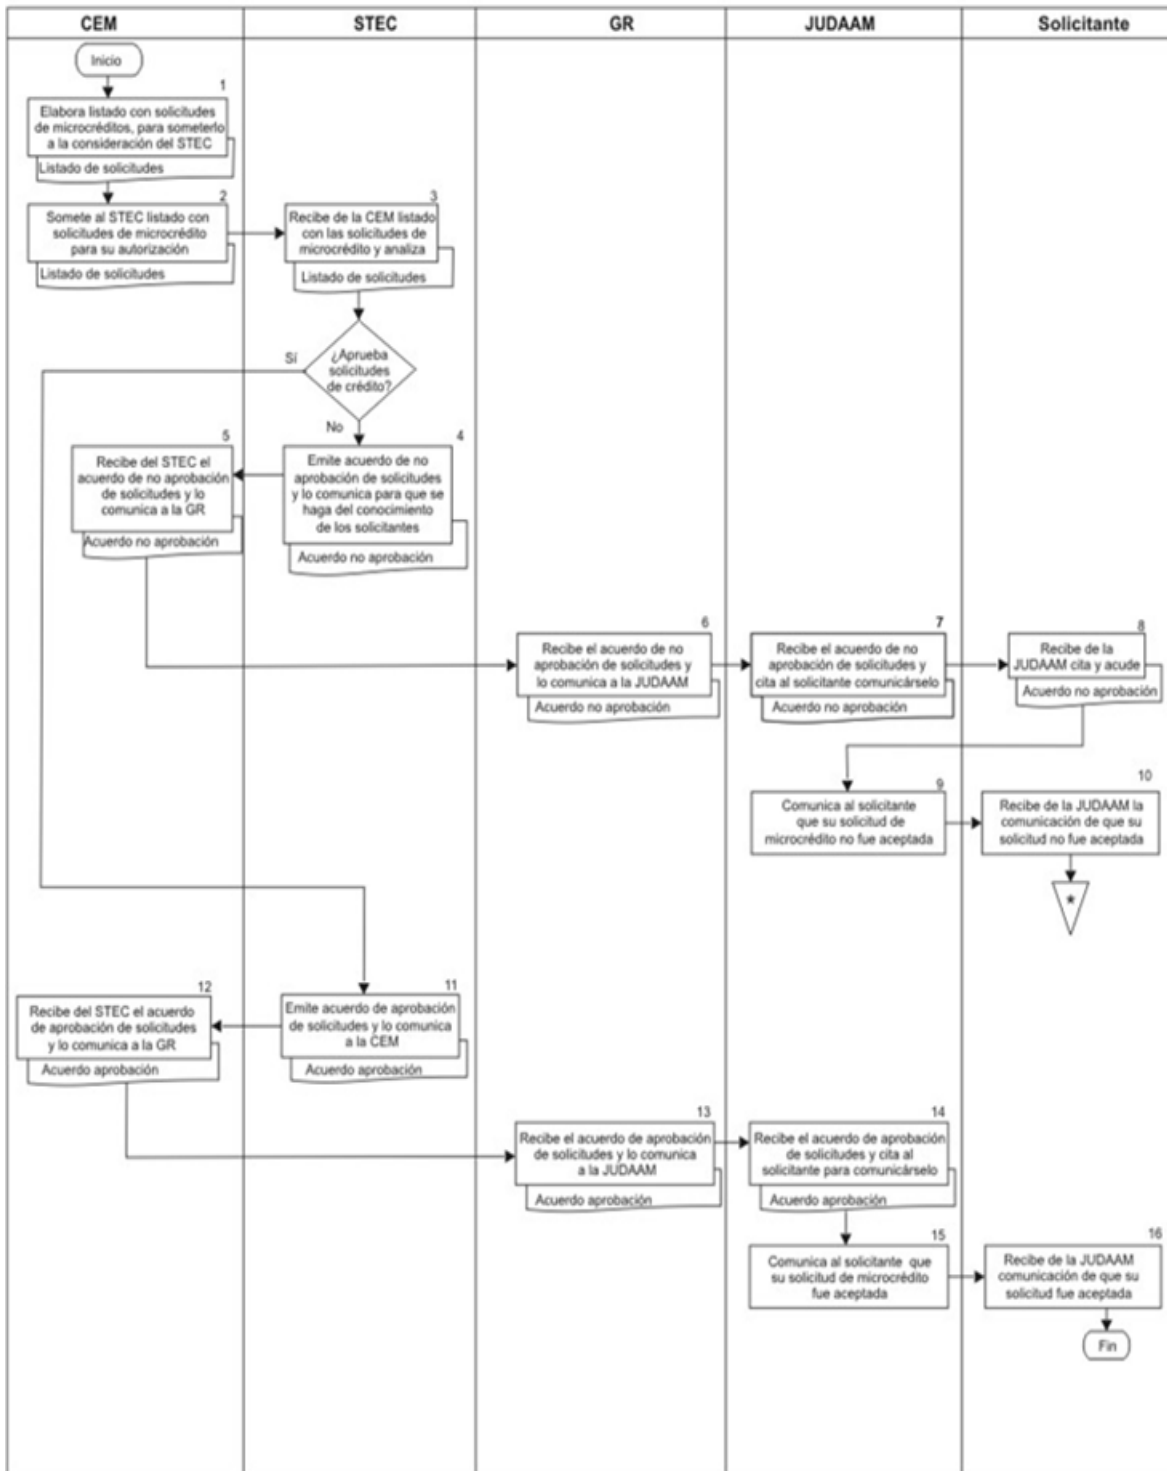 CEM
STEC
GR
JUDAAM
Solicitante
Inicio
1
Elabora listado con solicitudes
de microcréditos, para someterlo
a la consideración del STEC
Listado de solicitudes
2
Somete al STEC listado con
solicitudes de microcrédito
para su autorización
Listado de solicitudes
3
Recibe de la CEM listado
con las solicitudes de
microcrédito y analiza
Listado de solicitudes
¿Aprueba
solicitudes
de crédito?
Sí
No
4
Emite acuerdo de no
aprobación de solicitudes
y lo comunica para que se
haga del conocimiento
de los solicitantes
Acuerdo no aprobación
5
Recibe del STEC el
acuerdo de no aprobación
de solicitudes y lo
comunica a la GR
Acuerdo no aprobación
6
Recibe el acuerdo de no
aprobación de solicitudes y
lo comunica a la JUDAAM
Acuerdo no aprobación
7
Recibe el acuerdo de no
aprobación de solicitudes y
cita al solicitante comunicárselo
Acuerdo no aprobación
8
Recibe de la
JUDAAM cita y acude
Acuerdo no aprobación
9
Comunica al solicitante
que su solicitud de
microcrédito no fue aceptada
10
Recibe de la JUDAAM la
comunicación de que su
solicitud no fue aceptada
*
11
Emite acuerdo de aprobación
de solicitudes y lo comunica
a la CEM
Acuerdo aprobación
12
Recibe del STEC el acuerdo
de aprobación de solicitudes
y lo comunica a la GR
Acuerdo aprobación
13
Recibe el acuerdo de aprobación
de solicitudes y lo comunica
a la JUDAAM
Acuerdo aprobación
14
Recibe el acuerdo de aprobación
de solicitudes y cita al
solicitante para comunicárselo
Acuerdo aprobación
15
Comunica al solicitante que
su solicitud de microcrédito
fue aceptada
16
Recibe de la JUDAAM
comunicación de que su
solicitud fue aceptada
Fin